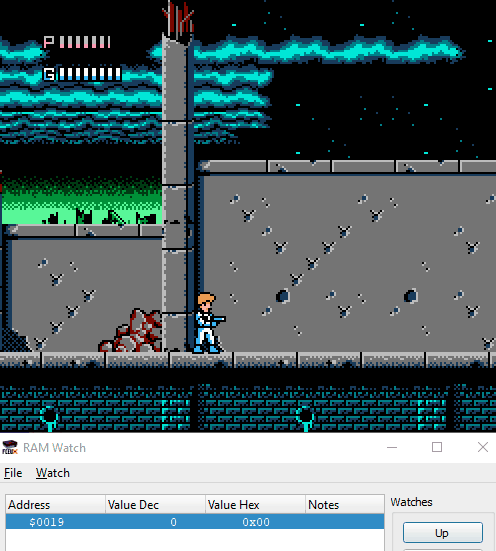 P
G
RAM Watch
File Watch
Address Value Dec Value Hex Notes
$0019 0 0x00
Watches
Up